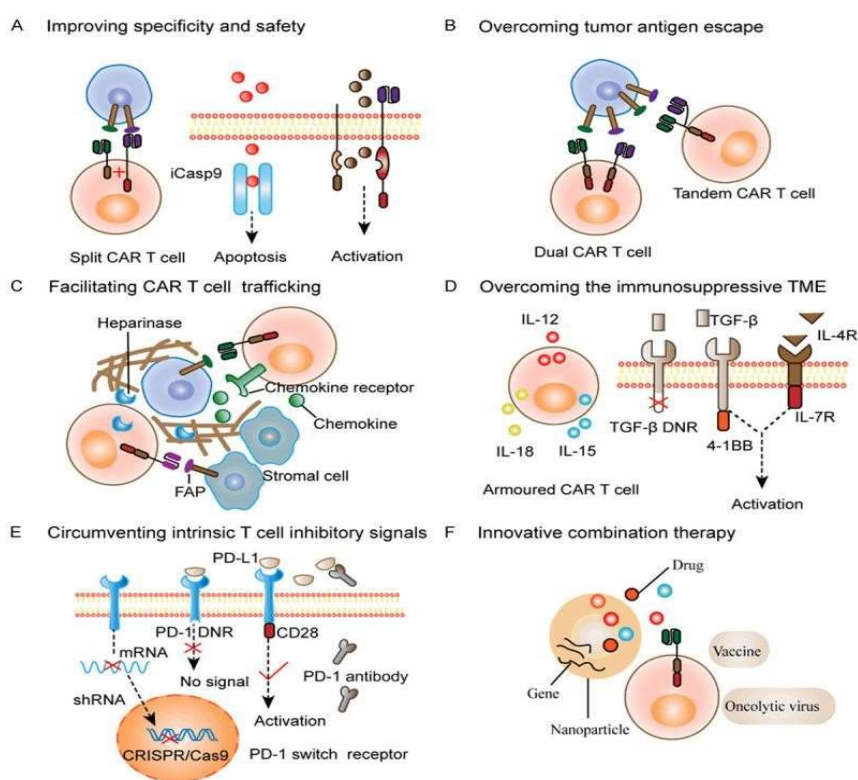 A Improving specificity and safety
iCasp9
Split CAR T cell
Apoptosis
Activation
B Overcoming tumor antigen escape
Tandem CAR T cell
Dual CAR T cell
C Facilitating CAR T cell trafficking
Heparinase
Chemokine receptor
Chemokine
Stromal cell
FAP
D Overcoming the immunosuppressive TME
IL-12
TGF-β
IL-4R
IL-18
IL-15
TGF-β DNR
4-1BB
IL-7R
Armoured CAR T cell
Activation
E Circumventing intrinsic T cell inhibitory signals
PD-L1
PD-1 DNR
CD28
mRNA
No signal
PD-1 antibody
shRNA
Activation
CRISPR/Cas9
PD-1 switch receptor
F Innovative combination therapy
Drug
Vaccine
Gene
Nanoparticle
Oncolytic virus